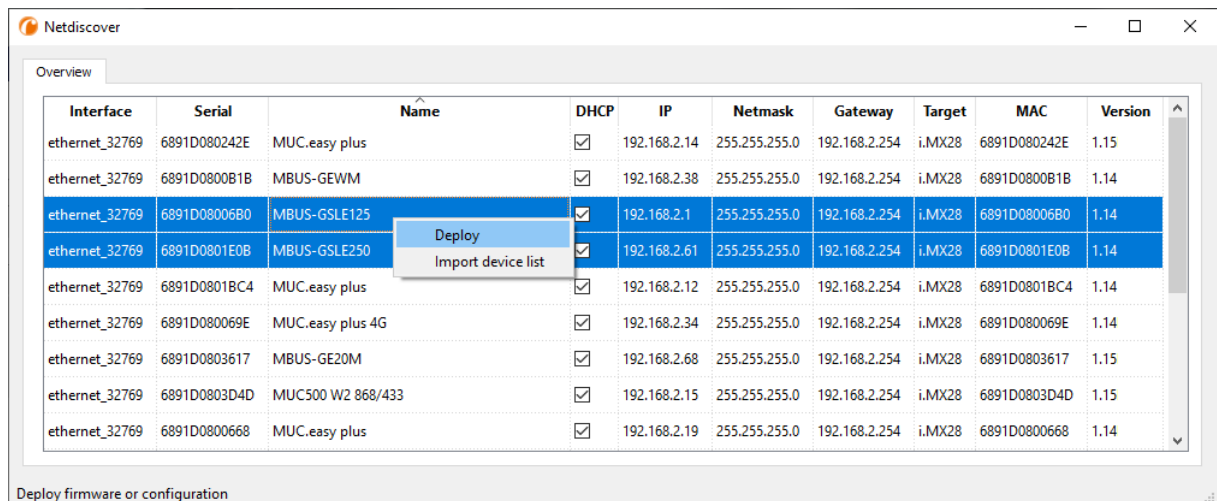 Netdiscover
Overview
Interface Serial Name DHCP IP Netmask Gateway Target MAC Version
ethernet_32769 6891D080242E MUC.easy plus 192.168.2.14 255.255.255.0 192.168.2.254 i.MX28 6891D080242E 1.15
ethernet_32769 6891D0800B1B MBUS-GEWM 192.168.2.38 255.255.255.0 192.168.2.254 i.MX28 6891D0800B1B 1.14
ethernet_32769 6891D08006B0 MBUS-GSLE125 192.168.2.1 255.255.255.0 192.168.2.254 i.MX28 6891D08006B0 1.14
Deploy
ethernet_32769 6891D0801E0B MBUS-GSLE250 192.168.2.61 255.255.255.0 192.168.2.254 i.MX28 6891D0801E0B 1.14
Import device list
ethernet_32769 6891D0801BC4 MUC.easy plus 192.168.2.12 255.255.255.0 192.168.2.254 i.MX28 6891D0801BC4 1.14
ethernet_32769 6891D080069E MUC.easy plus 4G 192.168.2.34 255.255.255.0 192.168.2.254 i.MX28 6891D080069E 1.14
ethernet_32769 6891D0803617 MBUS-GE20M 192.168.2.68 255.255.255.0 192.168.2.254 i.MX28 6891D0803617 1.15
ethernet_32769 6891D0803D4D MUC500 W2 868/433 192.168.2.15 255.255.255.0 192.168.2.254 i.MX28 6891D0803D4D 1.15
ethernet_32769 6891D0800668 MUC.easy plus 192.168.2.19 255.255.255.0 192.168.2.254 i.MX28 6891D0800668 1.14
Deploy firmware or configuration